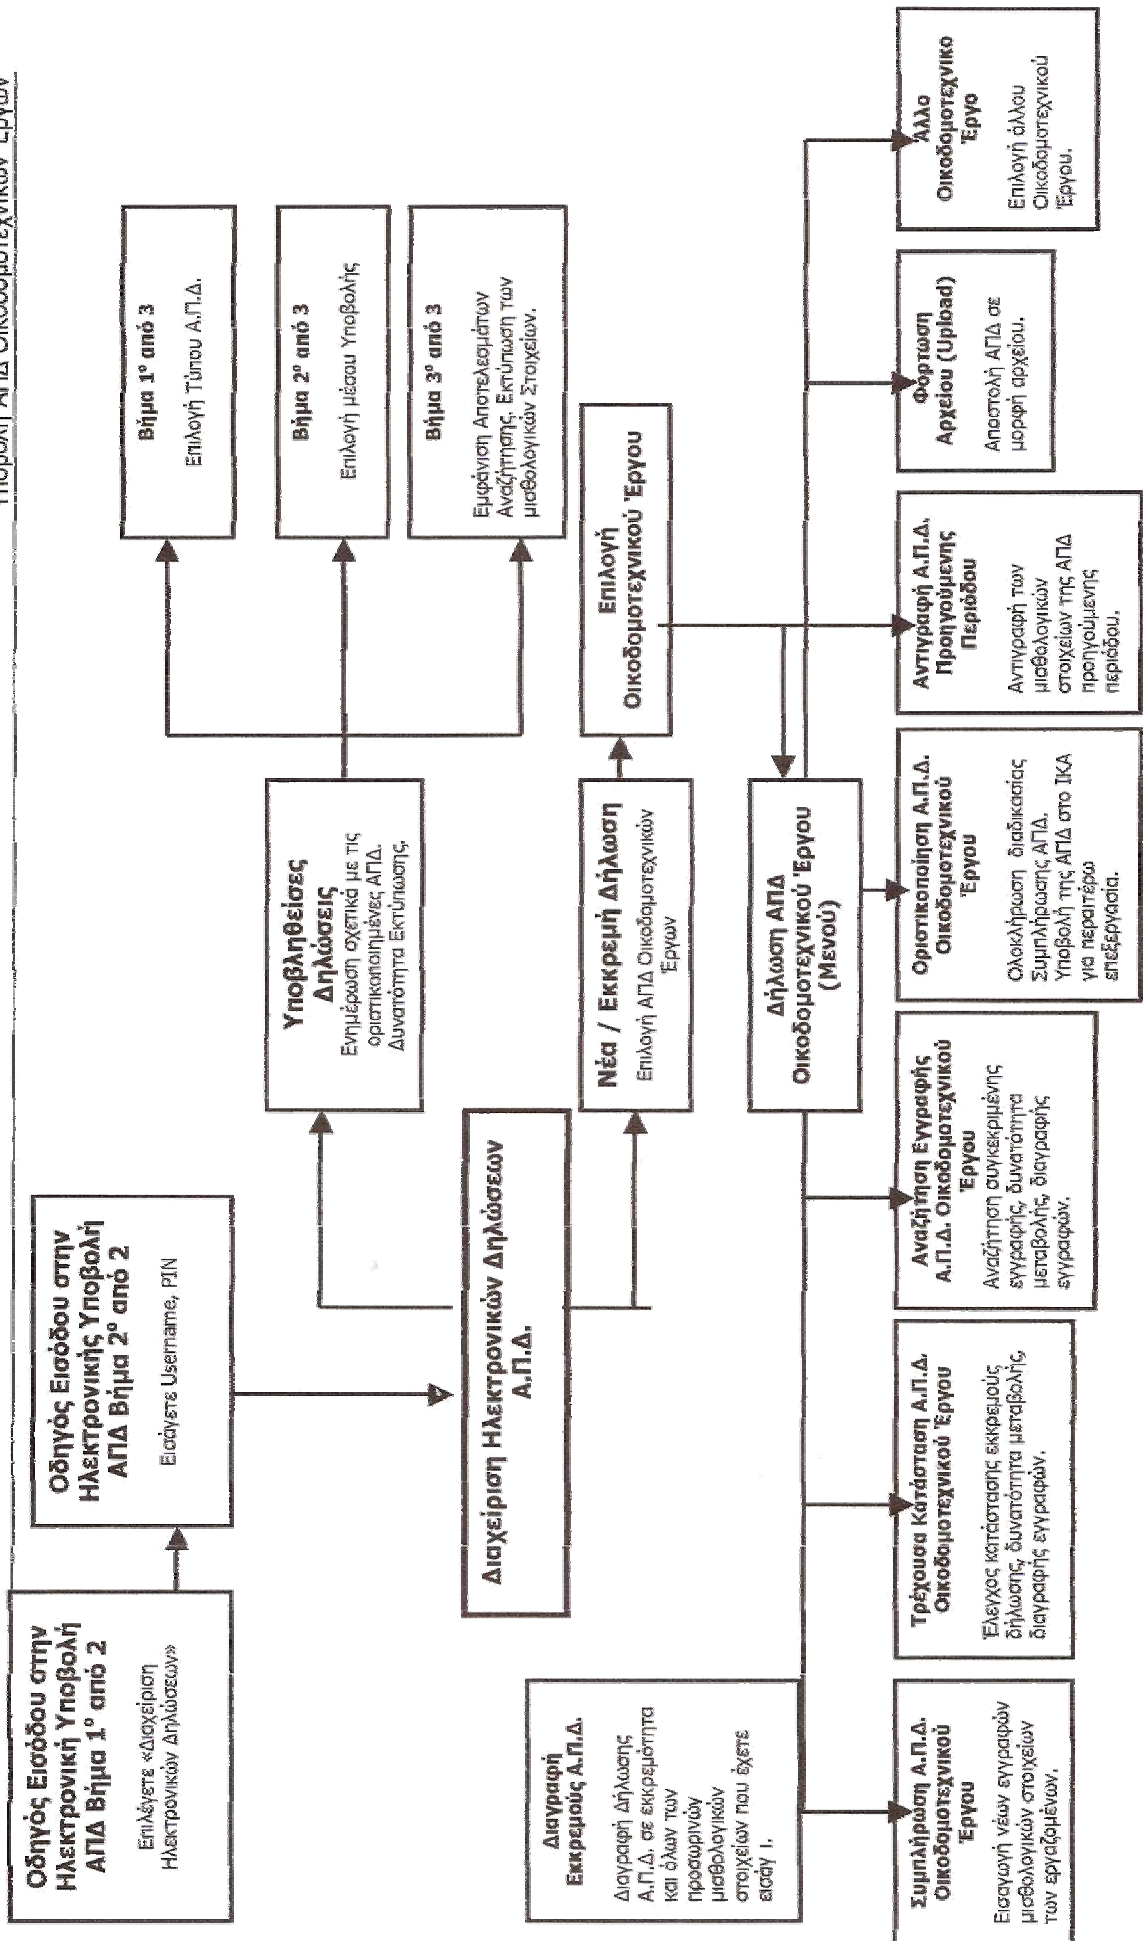 Υποβολή ΑΠΔ Οικοδομοτεχνικών Έργων
Οδηγός Εισόδου στην
Ηλεκτρονική Υποβολή
ΑΠΔ Βήμα 1º από 2
Επιλέγετε «Διαχείριση
Ηλεκτρονικών Δηλώσεων»
Οδηγός Εισόδου στην
Ηλεκτρονικής Υποβολή
ΑΠΔ Βήμα 2º από 2
Εισάγετε Username, PIN
Διαχείριση Ηλεκτρονικών Δηλώσεων
Α.Π.Δ.
Υποβληθείσες
Δηλώσεις
Ενημέρωση σχετικά με τις
οριστικοποιημένες ΑΠΔ.
Δυνατότητα Εκτύπωσης.
Βήμα 1º από 3
Επιλογή Τύπου Α.Π.Δ.
Βήμα 2º από 3
Επιλογή μέσου Υποβολής
Βήμα 3º από 3
Εμφάνιση Αποτελεσμάτων
Αναζήτησης. Εκτύπωση των
μισθολογικών Στοιχείων.
Νέα / Εκκρεμή Δήλωση
Επιλογή ΑΠΔ Οικοδομοτεχνικών
Έργων
Επιλογή
Οικοδομοτεχνικού Έργου
Δήλωση ΑΠΔ
Οικοδομοτεχνικού Έργου
(Μενού)
Διαγραφή
Εκκρεμούς Α.Π.Δ.
Διαγραφή Δήλωσης
Α.Π.Δ. σε εκκρεμότητα
και όλων των
προσωρινών
μισθολογικών
στοιχείων που έχετε
εισάγ ι.
Συμπλήρωση Α.Π.Δ.
Οικοδομοτεχνικού
Έργου
Εισαγωγή νέων εγγραφών
μισθολογικών στοιχείων
των εργαζομένων.
Τρέχουσα Κατάσταση Α.Π.Δ.
Οικοδομοτεχνικού Έργου
Έλεγχος κατάστασης εκκρεμούς
δήλωσης, δυνατότητα μεταβολής,
διαγραφής εγγραφών.
Αναζήτηση Εγγραφής
Α.Π.Δ. Οικοδομοτεχνικού
Έργου
Αναζήτηση συγκεκριμένης
εγγραφής, δυνατότητα
μεταβολής, διαγραφής
εγγραφών.
Οριστικοποίηση Α.Π.Δ.
Οικοδομοτεχνικού
Έργου
Ολοκλήρωση διαδικασίας
Συμπλήρωσης ΑΠΔ.
Υποβολή της ΑΠΔ στο ΙΚΑ
για περαιτέρω
επεξεργασία.
Αντιγραφή Α.Π.Δ.
Προηγούμενης
Περιόδου
Αντιγραφή των
μισθολογικών
στοιχείων της ΑΠΔ
προηγούμενης
περιόδου.
Φόρτωση
Αρχείου (Upload)
Αποστολή ΑΠΔ σε
μορφή αρχείου.
Άλλο
Οικοδομοτεχνικο
Έργο
Επιλογή άλλου
Οικοδομοτεχνικού
Έργου.